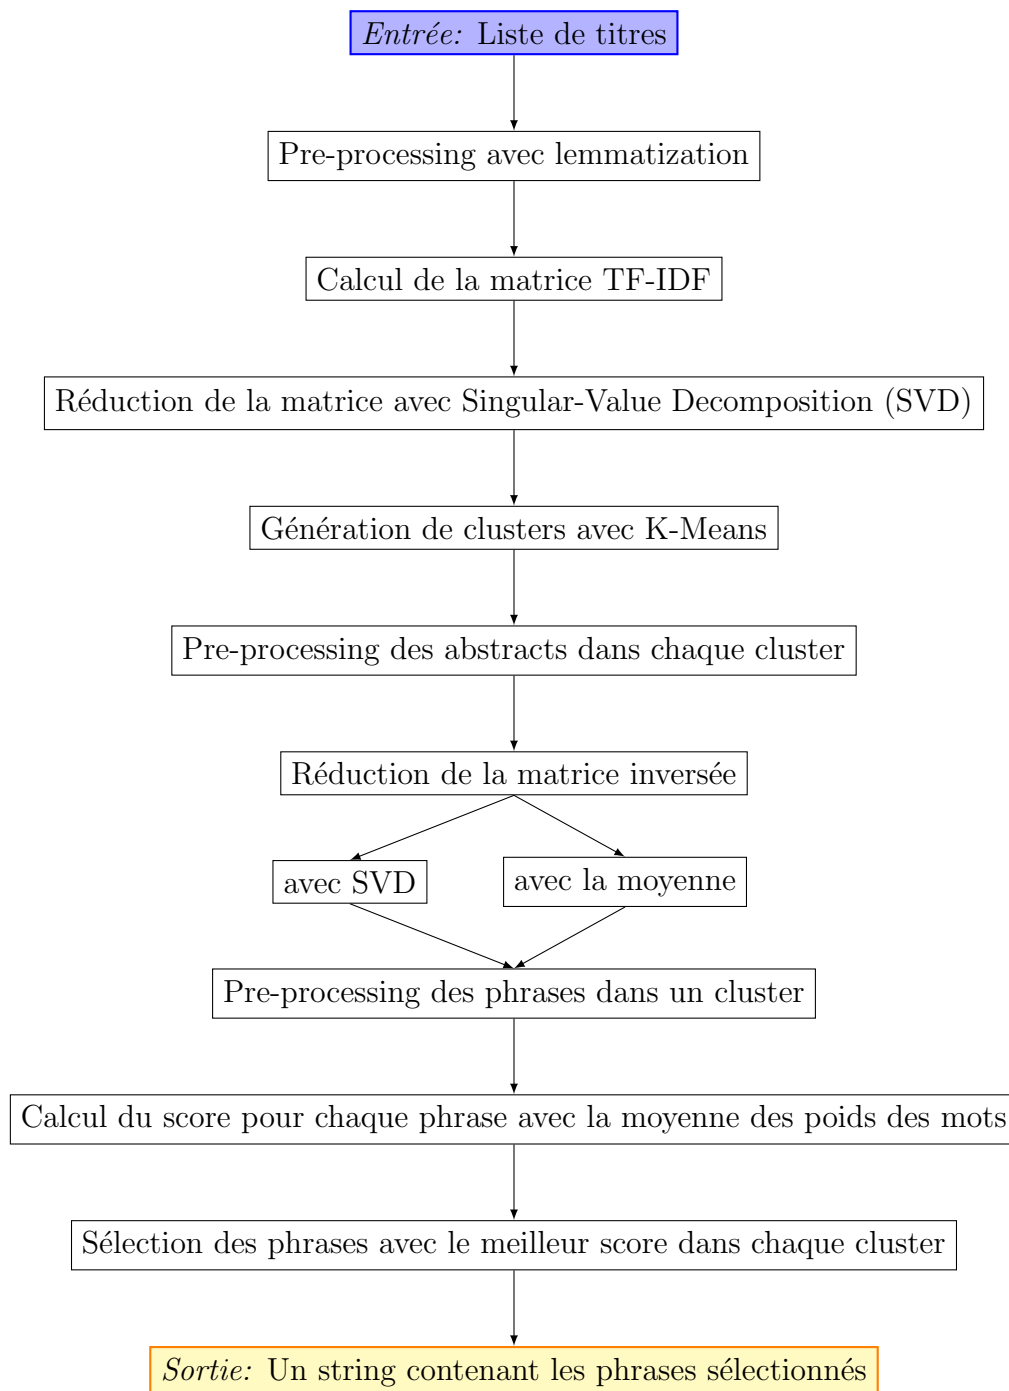 Entrée: Liste de titres
Pre-processing avec lemmatization
Calcul de la matrice TF-IDF
Réduction de la matrice avec Singular-Value Decomposition (SVD)
Génération de clusters avec K-Means
Pre-processing des abstracts dans chaque cluster
Réduction de la matrice inversée
avec SVD
avec la moyenne
Pre-processing des phrases dans un cluster
Calcul du score pour chaque phrase avec la moyenne des poids des mots
Sélection des phrases avec le meilleur score dans chaque cluster
Sortie: Un string contenant les phrases sélectionnés